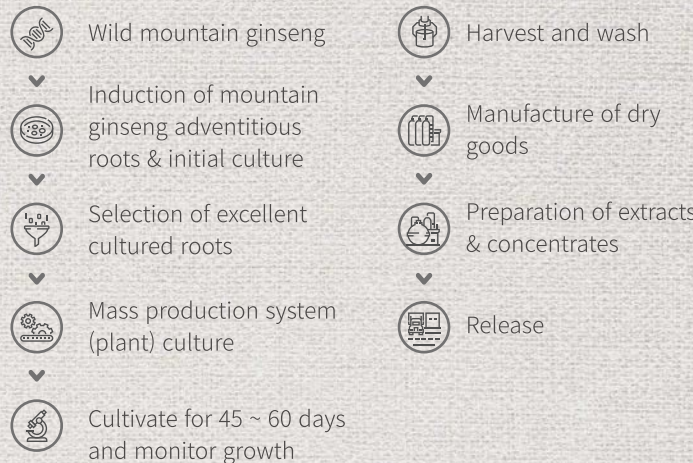 Wild mountain ginseng
Induction of mountain
ginseng adventitious
roots & initial culture
Selection of excellent
cultured roots
Mass production system
(plant) culture
Cultivate for 45 ~ 60 days
and monitor growth
Harvest and wash
Manufacture of dry
goods
Preparation of extracts
& concentrates
Release